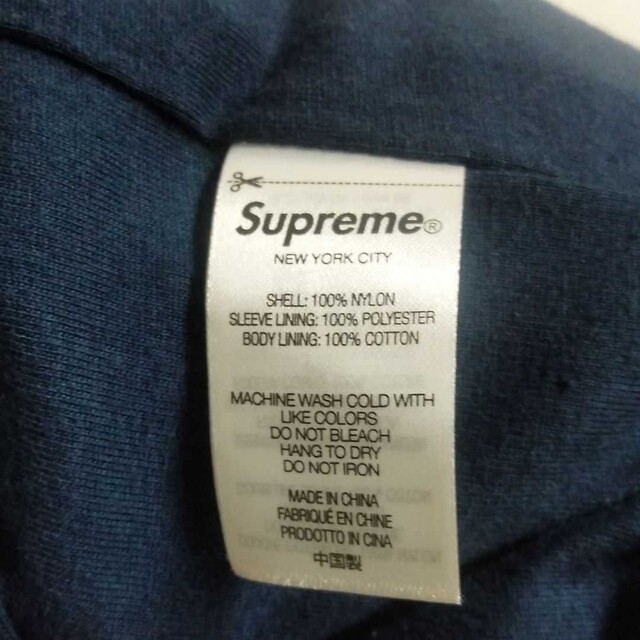 Supreme®
NEW YORK CITY
SHELL: 100% NYLON
SLEEVE LINING: 100% POLYESTER
BODY LINING: 100% COTTON
MACHINE WASH COLD WITH
LIKE COLORS
DO NOT BLEACH
HANG TO DRY
DO NOT IRON
MADE IN CHINA
FABRIQUÉ EN CHINE
PRODOTTO IN CINA
中国製